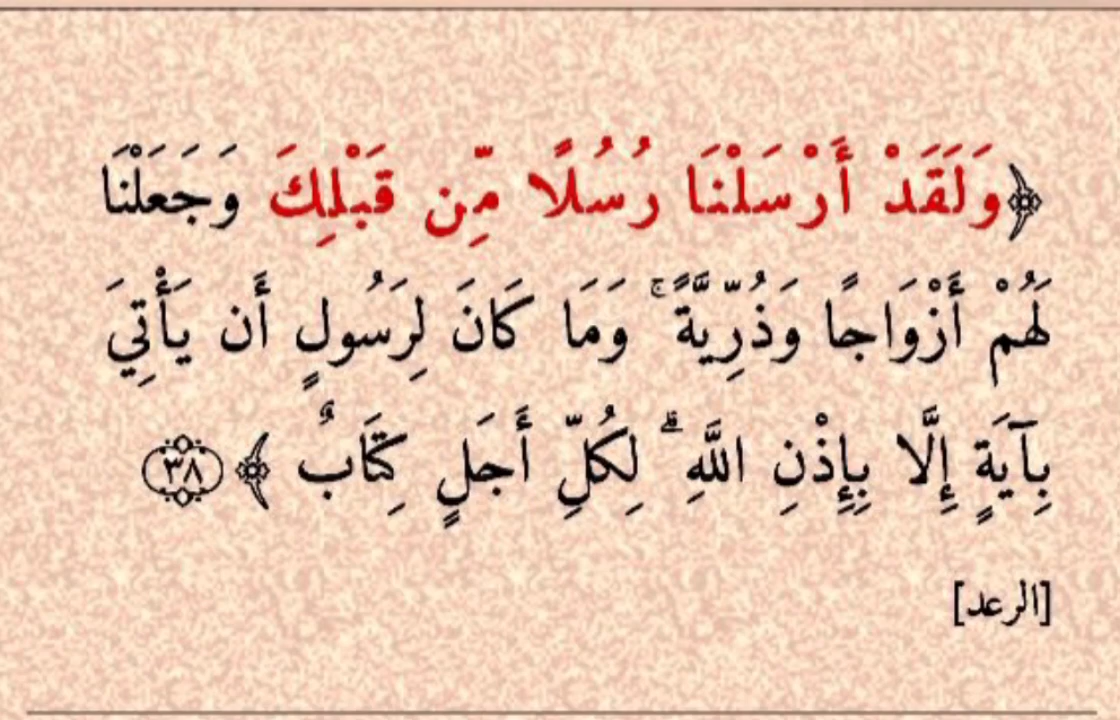 ﴿وَلَقَدْ أَرْسَلْنَا رُسُلًا مِّن قَبْلِكَ وَجَعَلْنَا
لَهُمْ أَزْوَاجًا وَذُرِّيَّةً ۚ وَمَا كَانَ لِرَسُولٍ أَن يَأْتِيَ
بِآيَةٍ إِلَّا بِإِذْنِ اللَّهِ ۗ لِكُلِّ أَجَلٍ كِتَابٌ ﴾ ٣٨
[الرعد]